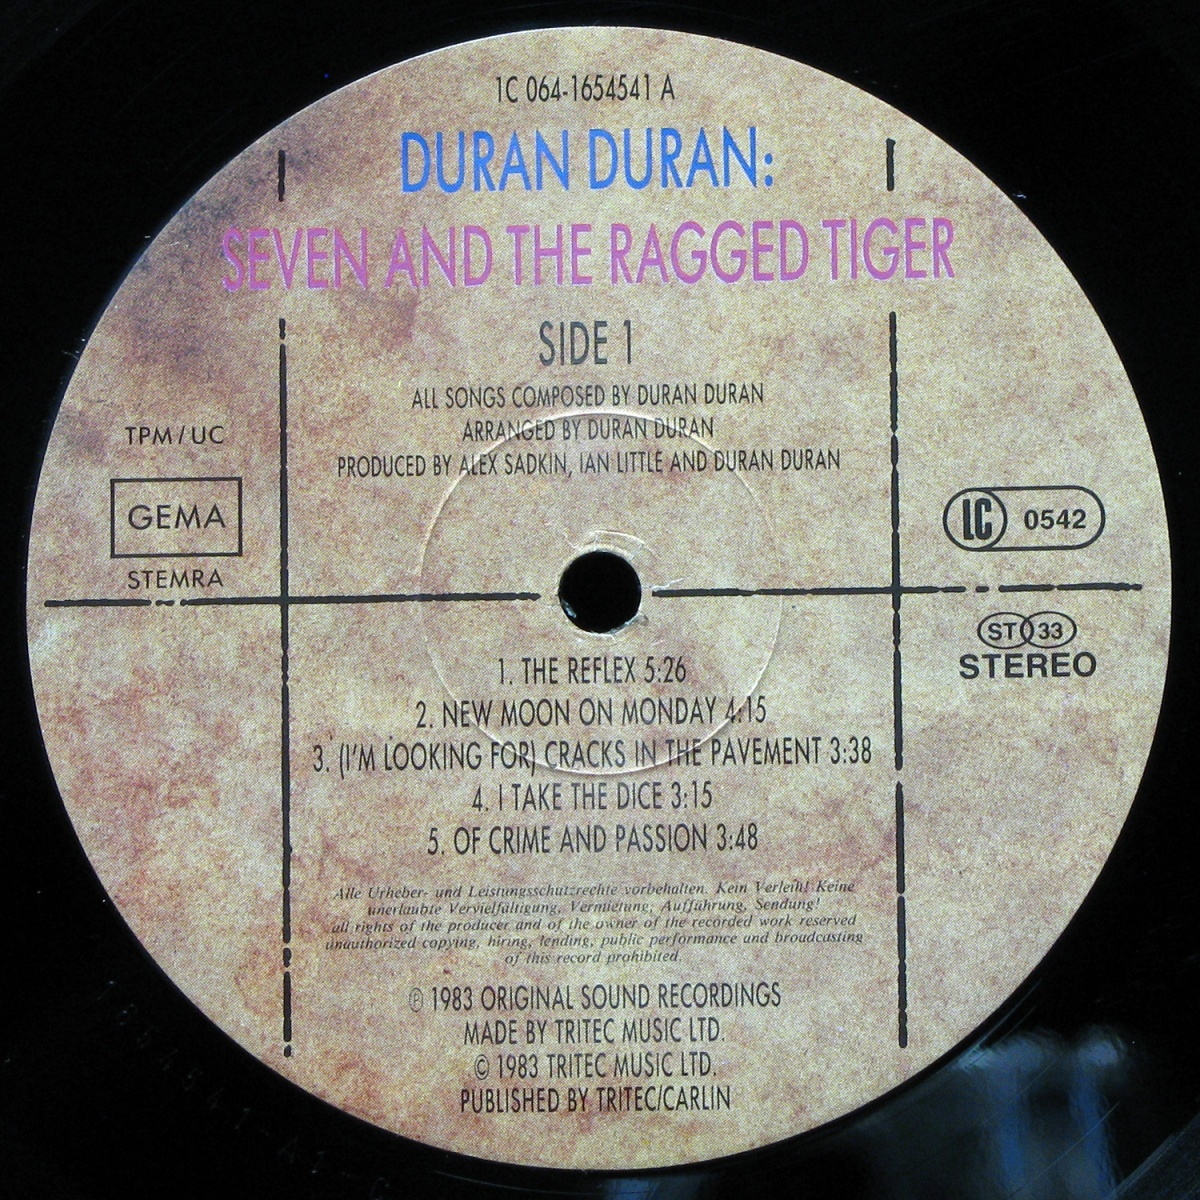 1C 064-1654541 A
DURAN DURAN:
SEVEN AND THE RAGGED TIGER
SIDE 1
ALL SONGS COMPOSED BY DURAN DURAN
ARRANGED BY DURAN DURAN
PRODUCED BY ALEX SADKIN, IAN LITTLE AND DURAN DURAN
TPM/UC
GEMA
STEMRA
LC 0542
ST 33
STEREO
1. THE REFLEX 5:26
2. NEW MOON ON MONDAY 4:15
3. (I'M LOOKING FOR) CRACKS IN THE PAVEMENT 3:38
4. I TAKE THE DICE 3:15
5. OF CRIME AND PASSION 3:48
Alle Urheber- und Leistungsschutzrechte vorbehalten. Kein Verleih! Keine
unerlaubte Vervielfältigung, Vermietung, Aufführung, Sendung!
all rights of the producer and of the owner of the recorded work reserved
unauthorized copying, hiring, lending, public performance and broadcasting
of this record prohibited.
℗ 1983 ORIGINAL SOUND RECORDINGS
MADE BY TRITEC MUSIC LTD.
© 1983 TRITEC MUSIC LTD.
PUBLISHED BY TRITEC/CARLIN